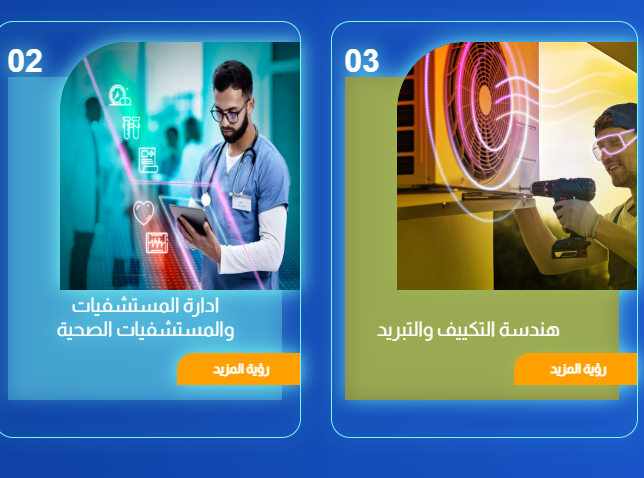 03
هندسة التكييف والتبريد
رؤية المزيد
02
ادارة المستشفيات
والمستشفيات الصحية
رؤية المزيد